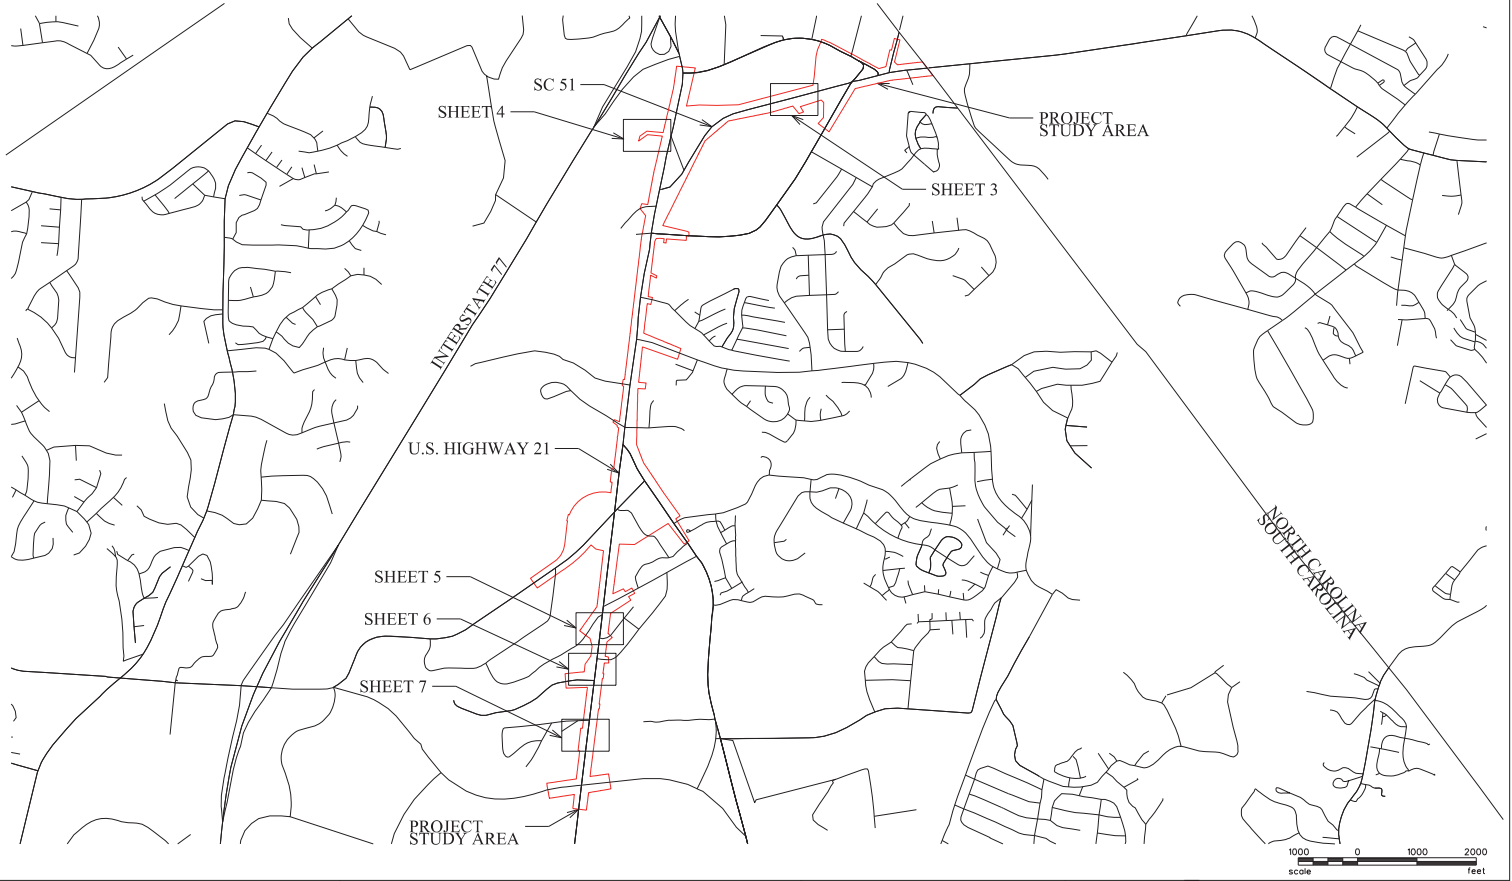 SC 51
SHEET 4
PROJECT
STUDY AREA
SHEET 3
INTERSTATE 77
U.S. HIGHWAY 21
NORTH CAROLINA
SOUTH CAROLINA
SHEET 5
SHEET 6
SHEET 7
PROJECT
STUDY AREA
1000 0 1000 2000
scale feet